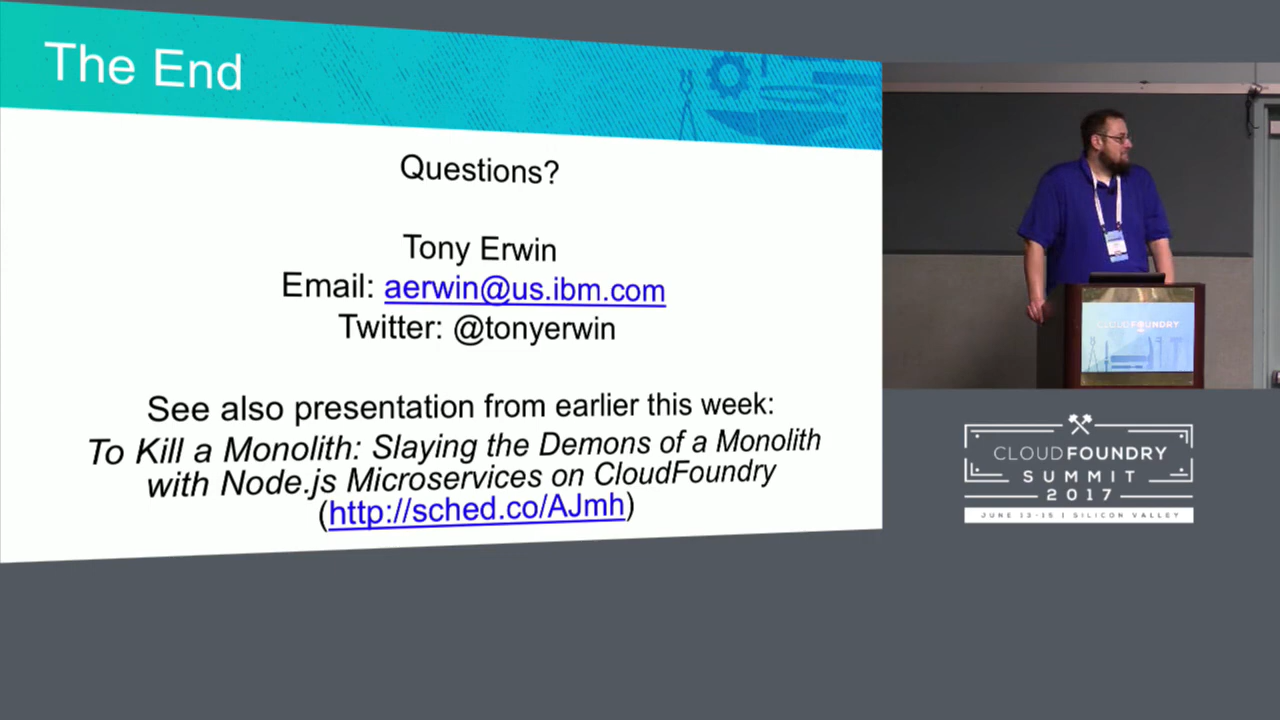 The End
Questions?
Tony Erwin
Email: aerwin@us.ibm.com
Twitter: @tonyerwin
See also presentation from earlier this week:
To Kill a Monolith: Slaying the Demons of a Monolith
with Node.js Microservices on CloudFoundry
(http://sched.co/AJmh)
CLOUDFOUNDRY
CLOUDFOUNDRY
SUMMIT
2017
JUNE 13-15 | SILICON VALLEY